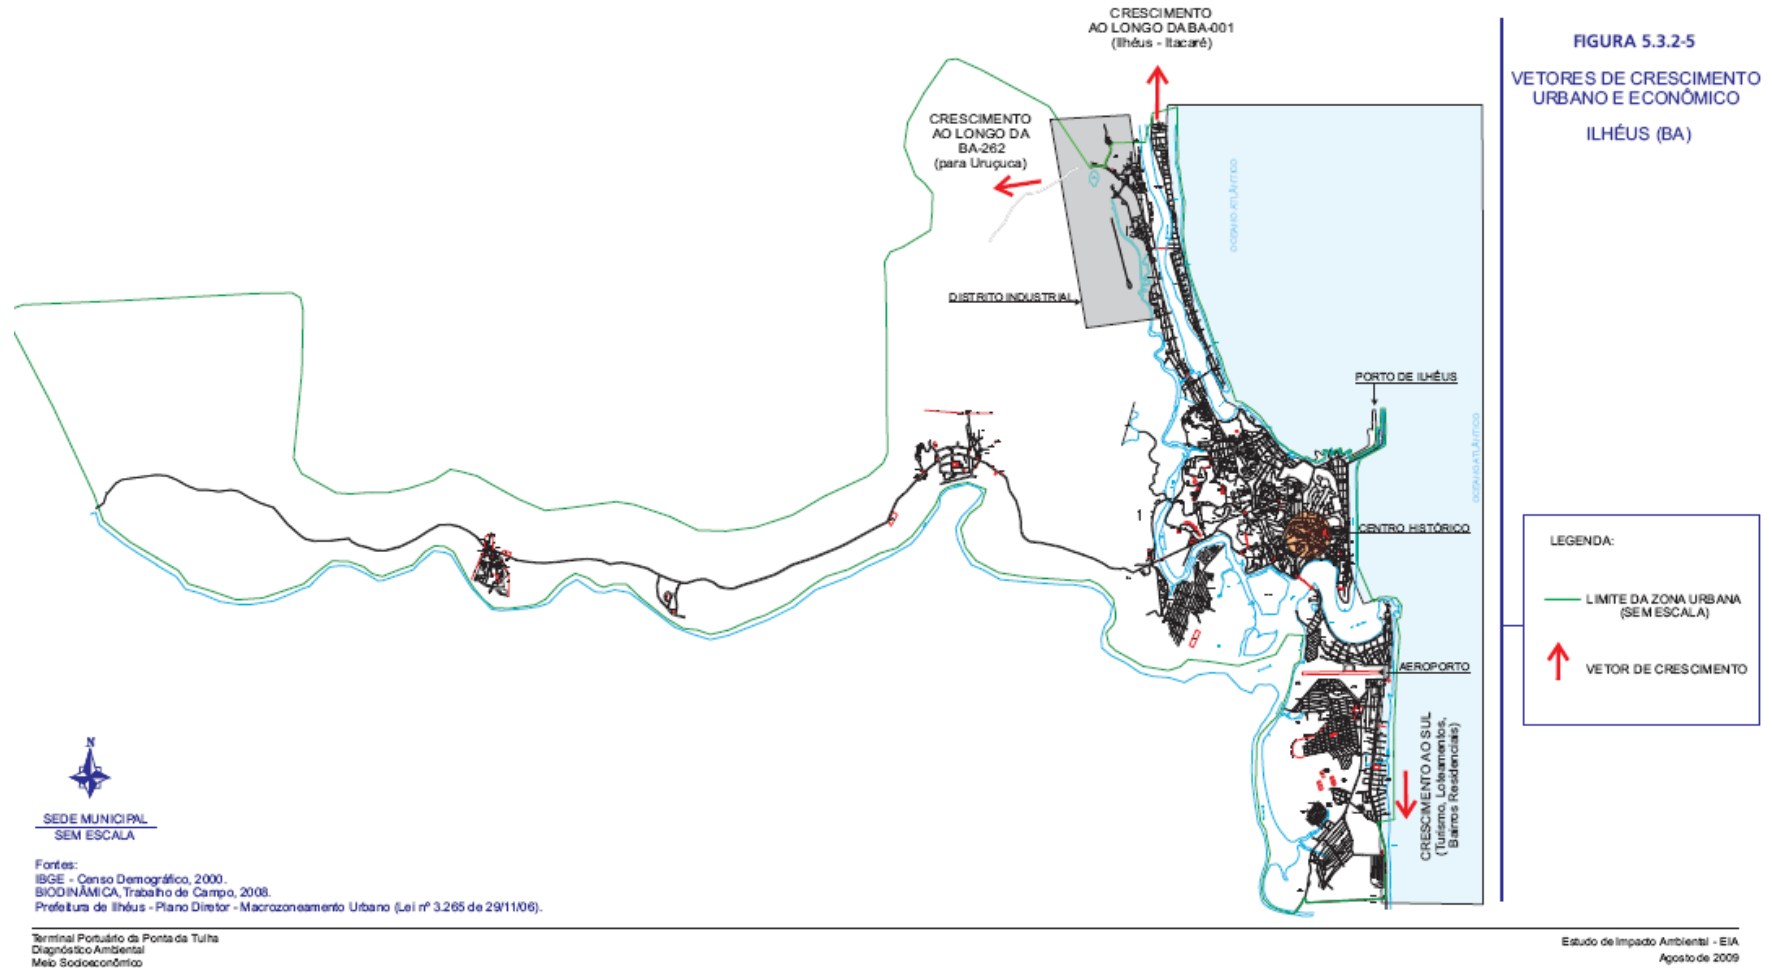 CRESCIMENTO
AO LONGO DA BA-001
(Ilhéus - Itacaré)
FIGURA 5.3.2-5
VETORES DE CRESCIMENTO
URBANO E ECONÔMICO
ILHÉUS (BA)
CRESCIMENTO
AO LONGO DA
BA-262
(para Uruçuca)
OCEANO ATLÂNTICO
DISTRITO INDUSTRIAL
PORTO DE ILHÉUS
OCEANO ATLÂNTICO
CENTRO HISTÓRICO
LEGENDA:
LIMITE DA ZONA URBANA
(SEM ESCALA)
VETOR DE CRESCIMENTO
AEROPORTO
CRESCIMENTO AO SUL
(Turismo, Loteamentos,
Bairros Residenciais)
N
SEDE MUNICIPAL
SEM ESCALA
Fontes:
IBGE - Censo Demográfico, 2000.
BIODINÂMICA, Trabalho de Campo, 2008.
Prefeitura de Ilhéus - Plano Diretor - Macrozoneamento Urbano (Lei nº 3.265 de 29/11/06).
Terminal Portuário da Ponta da Tulha
Diagnóstico Ambiental
Meio Socioeconômico
Estudo de Impacto Ambiental - EIA
Agosto de 2009